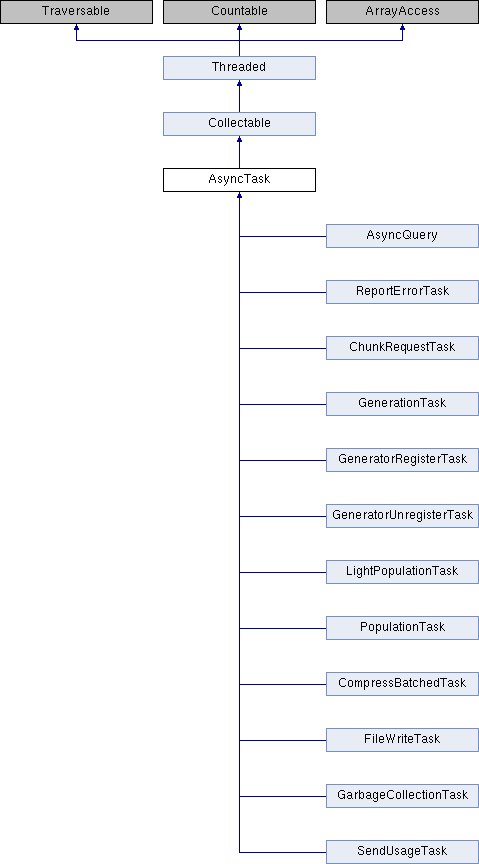 Traversable
Countable
ArrayAccess
Threaded
Collectable
AsyncTask
AsyncQuery
ReportErrorTask
ChunkRequestTask
GenerationTask
GeneratorRegisterTask
GeneratorUnregisterTask
LightPopulationTask
PopulationTask
CompressBatchedTask
FileWriteTask
GarbageCollectionTask
SendUsageTask